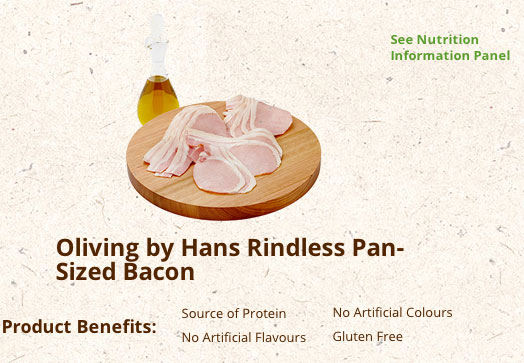 See Nutrition
Information Panel
Oliving by Hans Rindless Pan-
Sized Bacon
Product Benefits:
Source of Protein
No Artificial Colours
No Artificial Flavours
Gluten Free